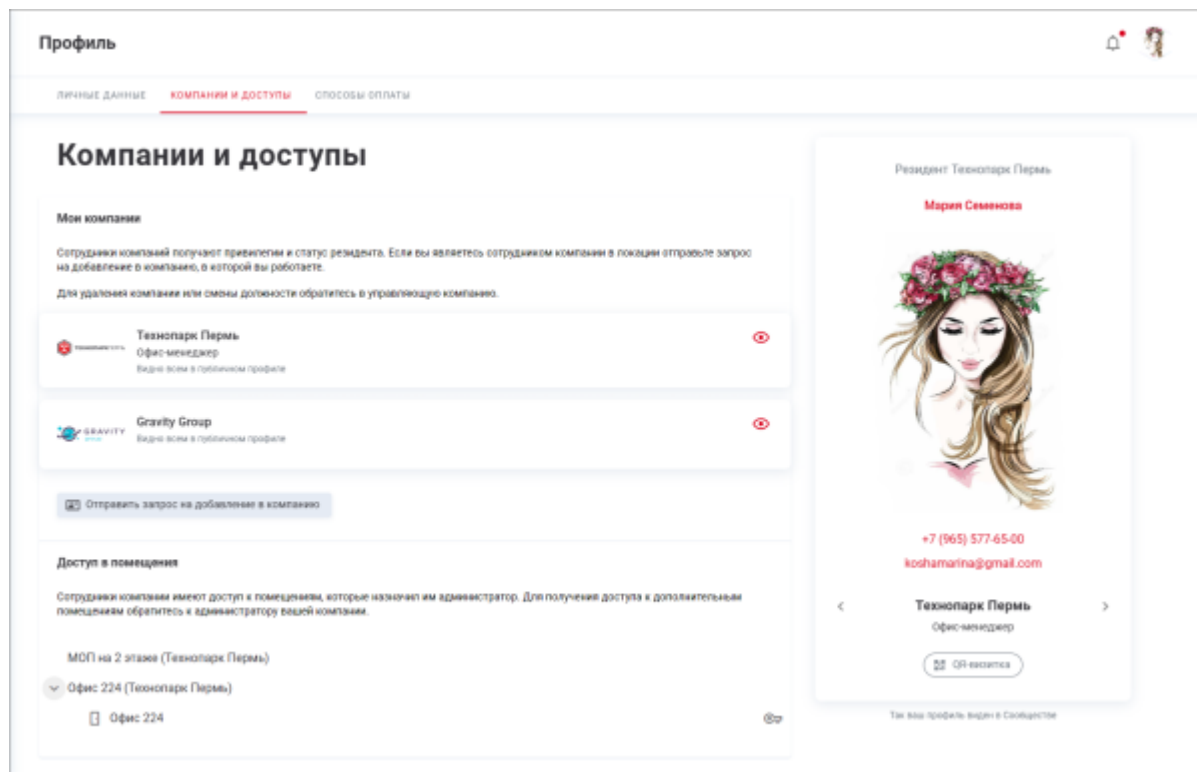 Профиль
ЛИЧНЫЕ ДАННЫЕ КОМПАНИИ И ДОСТУПЫ СПОСОБЫ ОПЛАТЫ
Компании и доступы
Мои компании
Сотрудники компаний получают привилегии и статус резидента. Если вы являетесь сотрудником компании в локации отправьте запрос
на добавление в компанию, в которой вы работаете.
Для удаления компании или смены должности обратитесь в управляющую компанию.
Технопарк Пермь
Офис-менеджер
Видно всем в публичном профиле
GRAVITY
Gravity Group
Видно всем в публичном профиле
Отправить запрос на добавление в компанию
Доступ в помещения
Сотрудники компании имеют доступ к помещениям, которые назначил им администратор. Для получения доступа к дополнительным
помещениям обратитесь к администратору вашей компании.
МОП на 2 этаже (Технопарк Пермь)
Офис 224 (Технопарк Пермь)
Офис 224
Резидент Технопарк Пермь
Мария Семенова
+7 (965) 577-65-00
koshamarina@gmail.com
Технопарк Пермь
Офис-менеджер
QR-визитка
Так ваш профиль виден в Сообществе